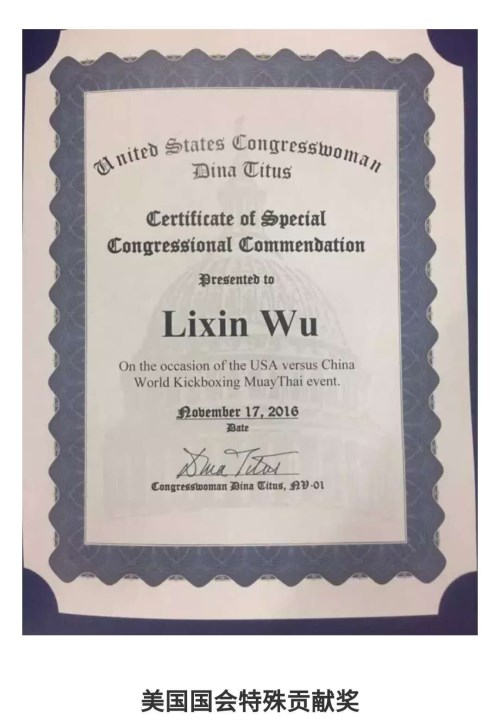 United States Congresswoman
Dina Titus
Certificate of Special
Congressional Commendation
Presented to
Lixin Wu
On the occasion of the USA versus China
World Kickboxing MuayThai event.
November 17, 2016
Date
Dina Titus
Congresswoman Dina Titus, NV-01
美国国会特殊贡献奖